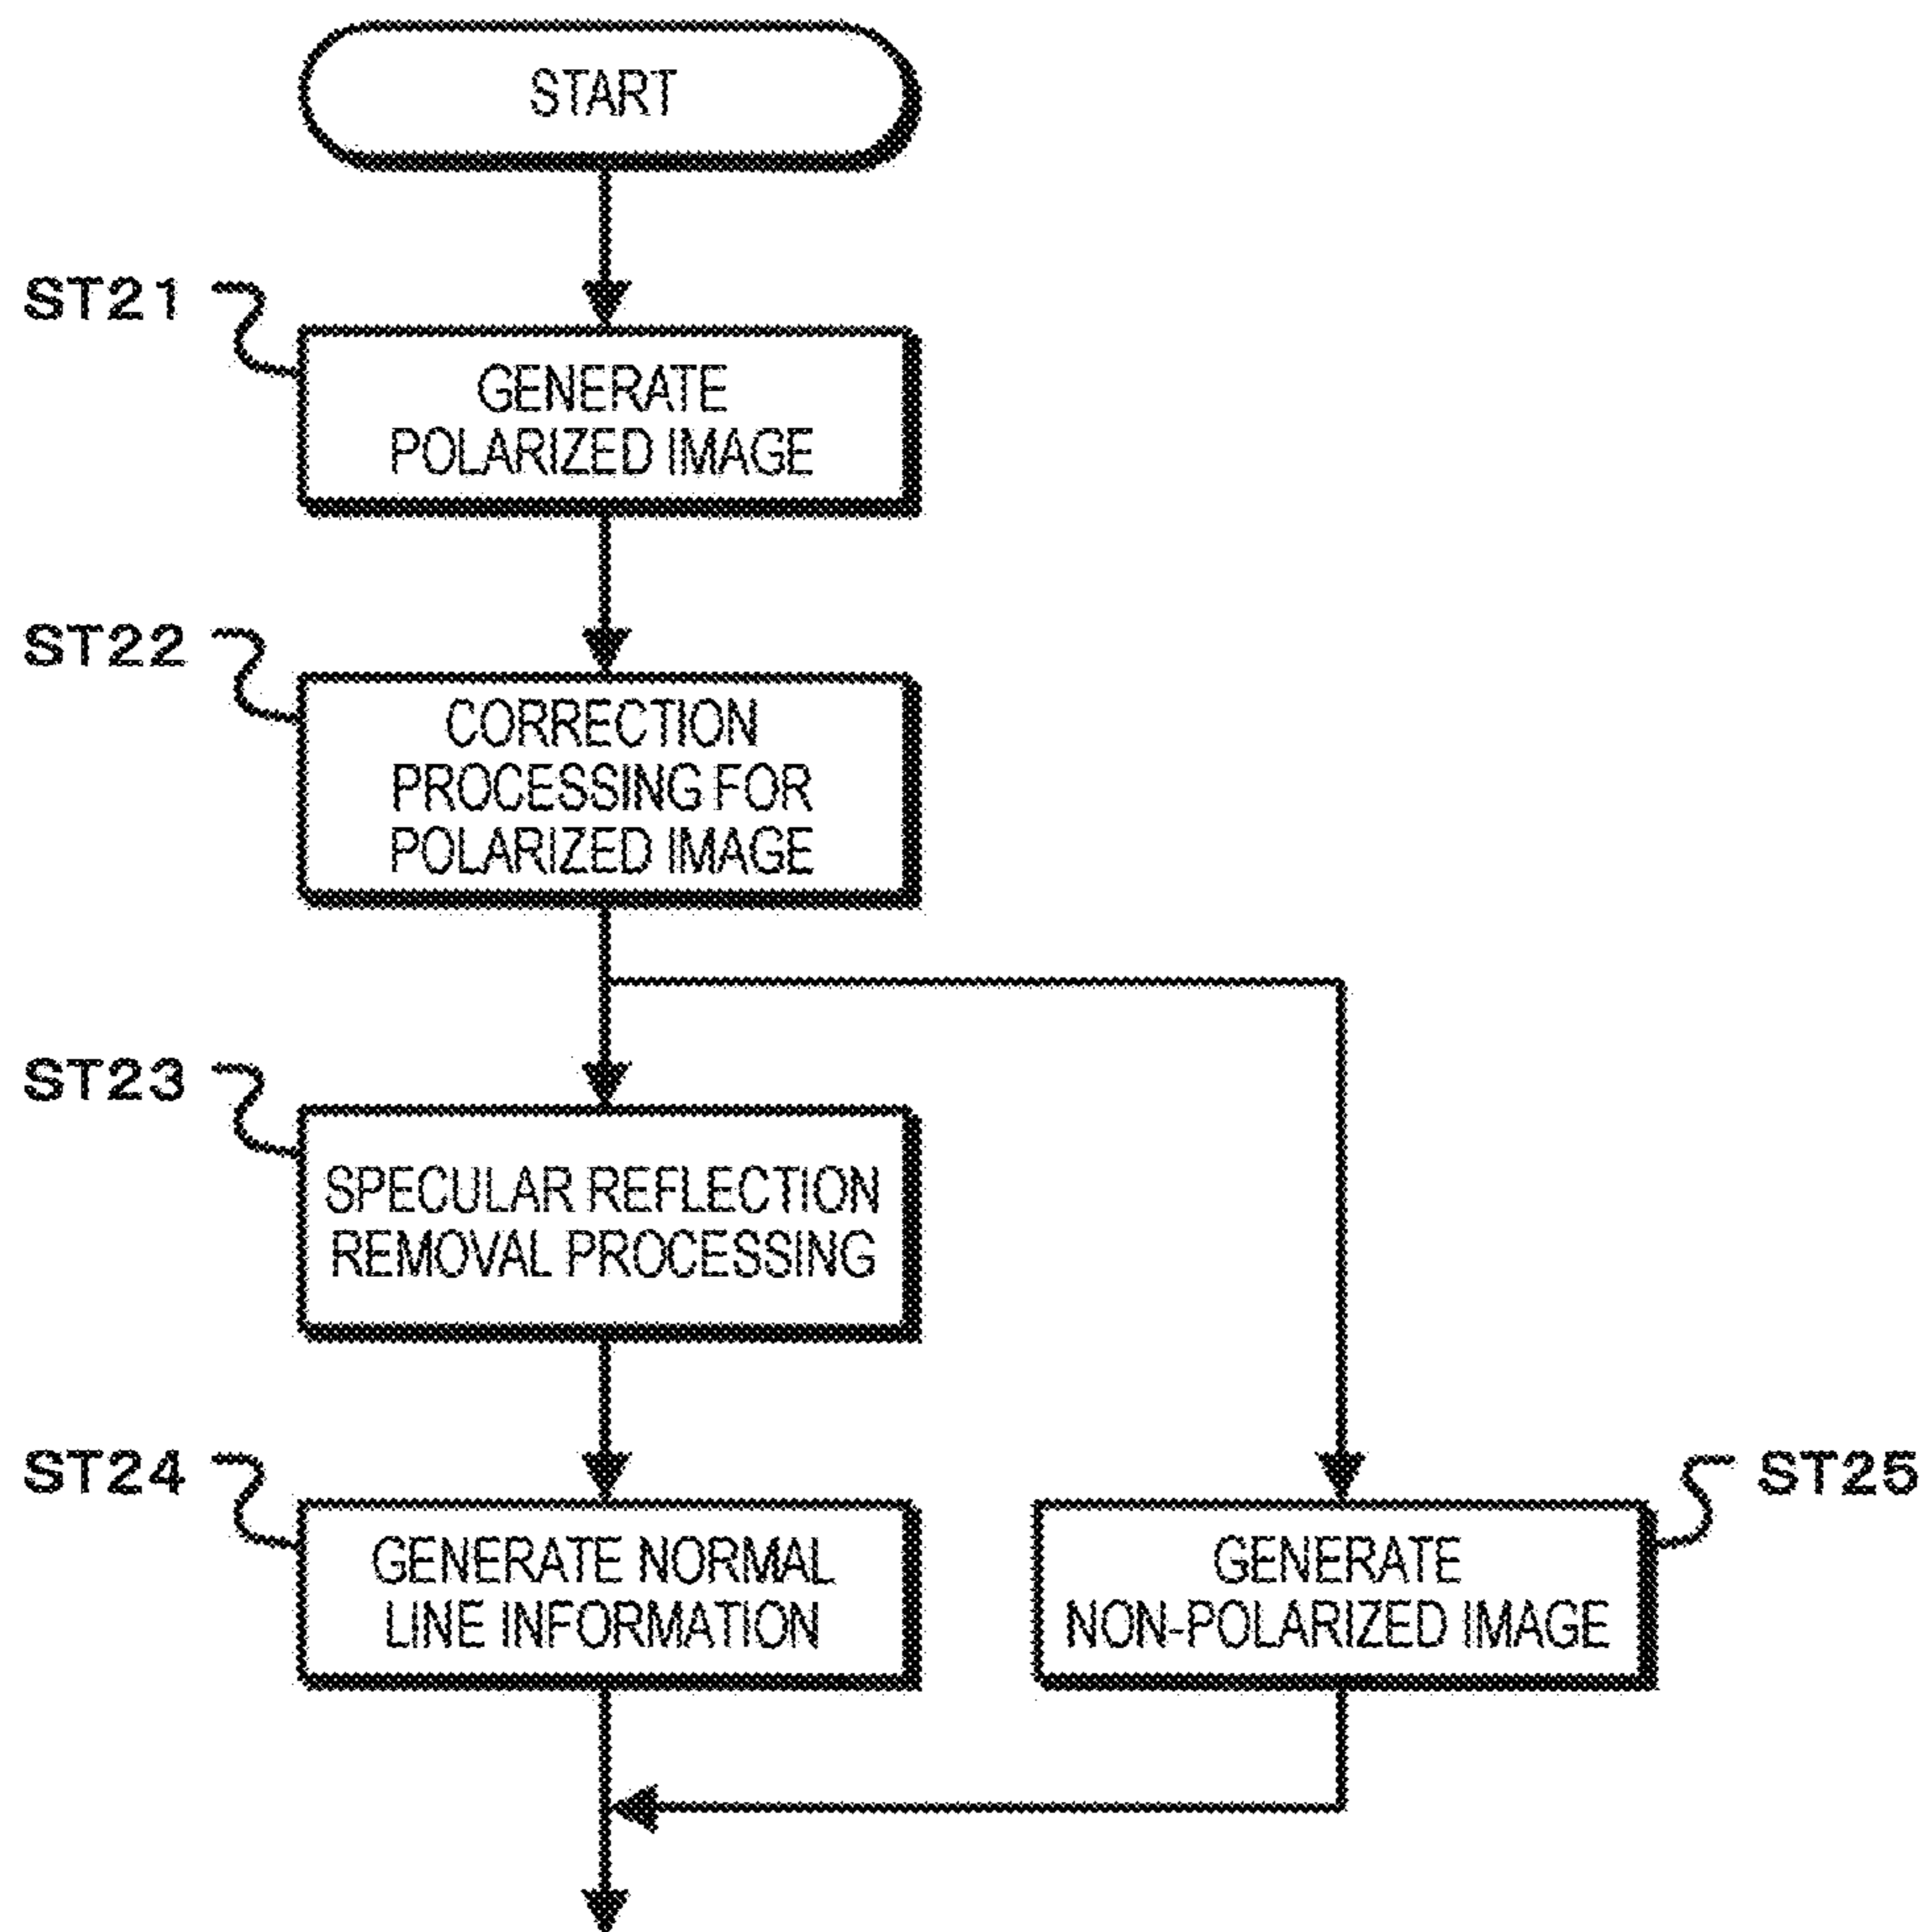 START
ST21
GENERATE
POLARIZED IMAGE
ST22
CORRECTION
PROCESSING FOR
POLARIZED IMAGE
ST23
SPECULAR REFLECTION
REMOVAL PROCESSING
ST24
GENERATE NORMAL
LINE INFORMATION
ST25
GENERATE
NON-POLARIZED IMAGE